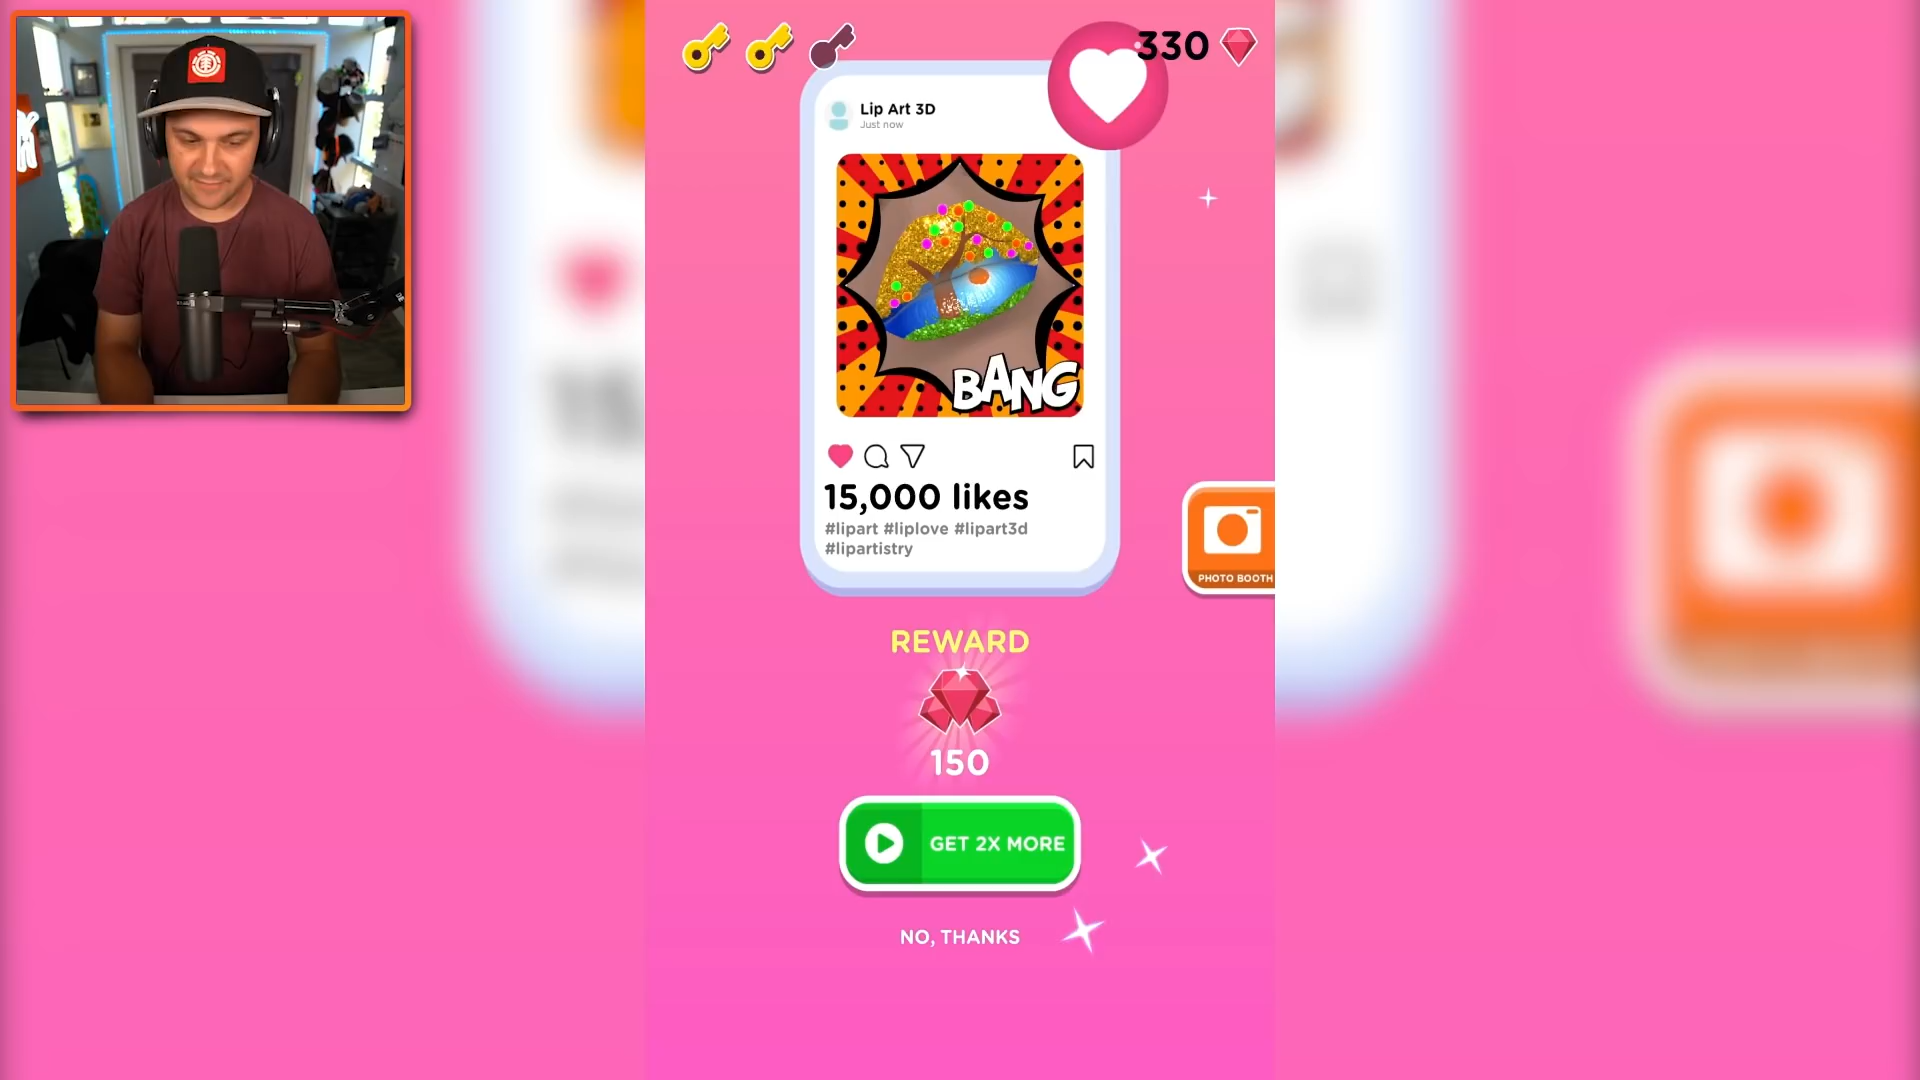 330
Lip Art 3D
Just now
BANG
15,000 likes
#lipart #liplove #lipart3d
#lipartistry
PHOTO BOOTH
REWARD
150
GET 2X MORE
NO, THANKS